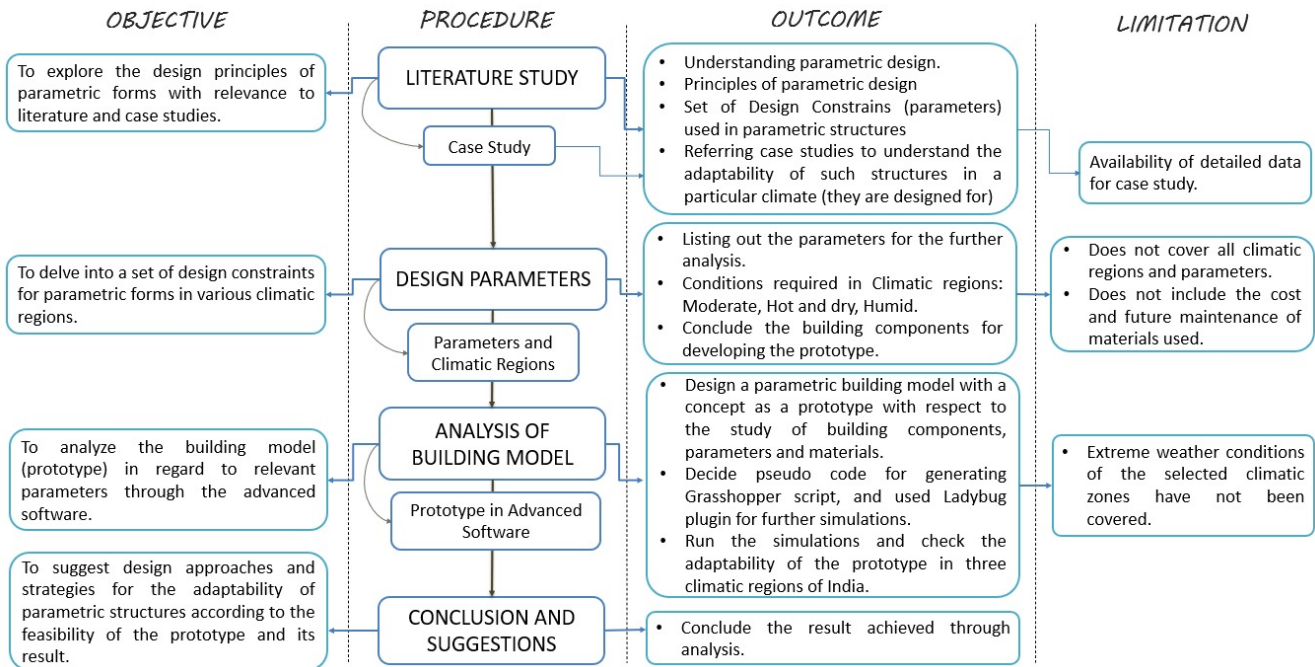 OBJECTIVE
PROCEDURE
OUTCOME
LIMITATION
To explore the design principles of
parametric forms with relevance to
literature and case studies.
LITERATURE STUDY
Case Study
• Understanding parametric design.
• Principles of parametric design
• Set of Design Constrains (parameters)
used in parametric structures
• Referring case studies to understand the
adaptability of such structures in a
particular climate (they are designed for)
Availability of detailed data
for case study.
To delve into a set of design constraints
for parametric forms in various climatic
regions.
DESIGN PARAMETERS
Parameters and
Climatic Regions
• Listing out the parameters for the further
analysis.
• Conditions required in Climatic regions:
Moderate, Hot and dry, Humid.
• Conclude the building components for
developing the prototype.
• Does not cover all climatic
regions and parameters.
• Does not include the cost
and future maintenance of
materials used.
To analyze the building model
(prototype) in regard to relevant
parameters through the advanced
software.
ANALYSIS OF
BUILDING MODEL
Prototype in Advanced
Software
• Design a parametric building model with a
concept as a prototype with respect to
the study of building components,
parameters and materials.
• Decide pseudo code for generating
Grasshopper script, and used Ladybug
plugin for further simulations.
• Run the simulations and check the
adaptability of the prototype in three
climatic regions of India.
• Extreme weather conditions
of the selected climatic
zones have not been
covered.
To suggest design approaches and
strategies for the adaptability of
parametric structures according to the
feasibility of the prototype and its
result.
CONCLUSION AND
SUGGESTIONS
• Conclude the result achieved through
analysis.